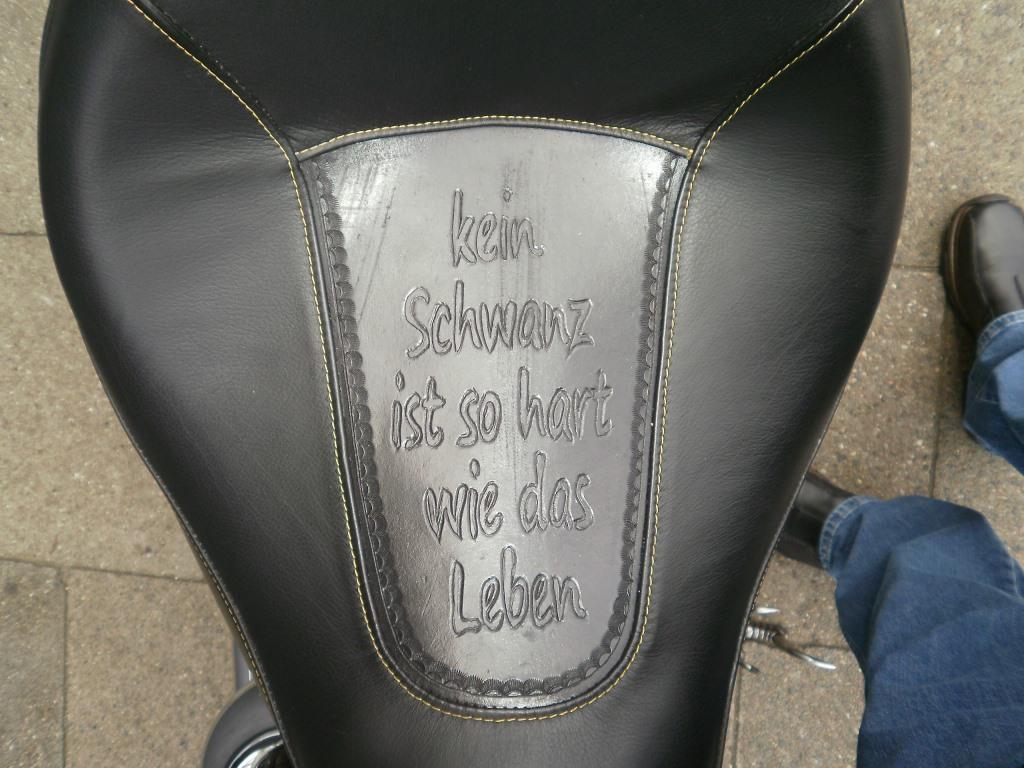 kein
Schwanz
ist so hart
wie das
Leben